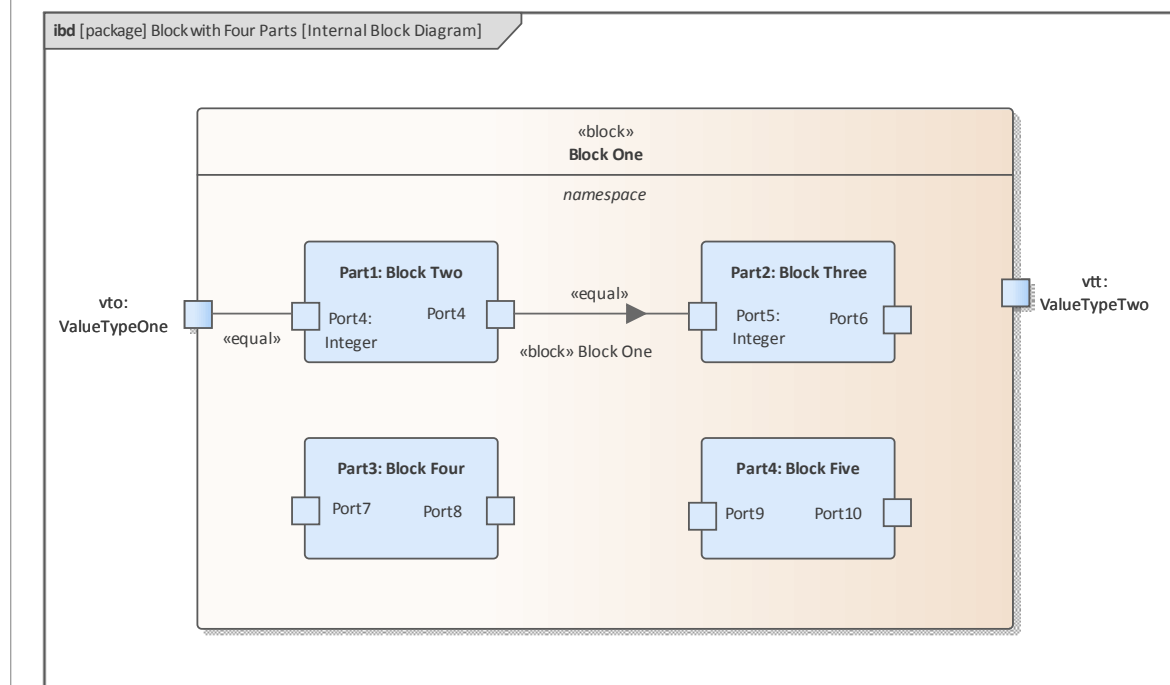 ibd [package] Block with Four Parts [Internal Block Diagram]
«block»
Block One
namespace
Part1: Block Two
Part2: Block Three
vto:
ValueTypeOne
«equal»
Port4:
Integer
Port4
«equal»
«block» Block One
Port5:
Integer
Port6
vtt:
ValueTypeTwo
Part3: Block Four
Part4: Block Five
Port7
Port8
Port9
Port10